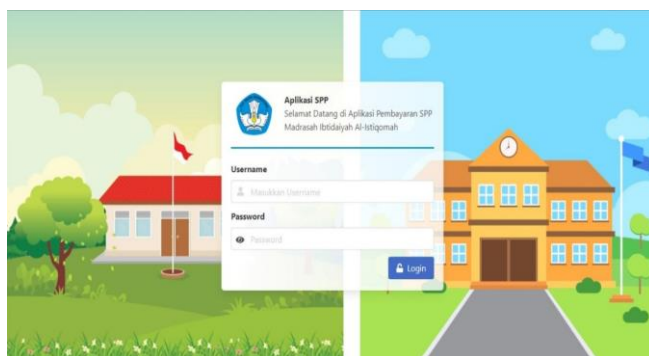 Aplikasi SPP
Selamat Datang di Aplikasi Pembayaran SPP
Madrasah Ibtidaiyah Al-Istiqomah
Username
Masukkan Username
Password
Password
Login